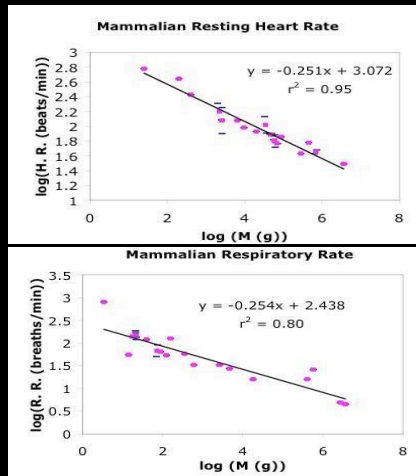 Mammalian Resting Heart Rate
3
2.8
2.6
2.4
2.2
2
1.8
1.6
1.4
1.2
1
log(H. R. (beats/min))
y = -0.251x + 3.072
r² = 0.95
0 2 4 6 8
log (M (g))
Mammalian Respiratory Rate
3.5
3
2.5
2
1.5
1
0.5
0
log(R. R. (breaths/min))
y = -0.254x + 2.438
r² = 0.80
0 2 4 6 8
log (M (g))